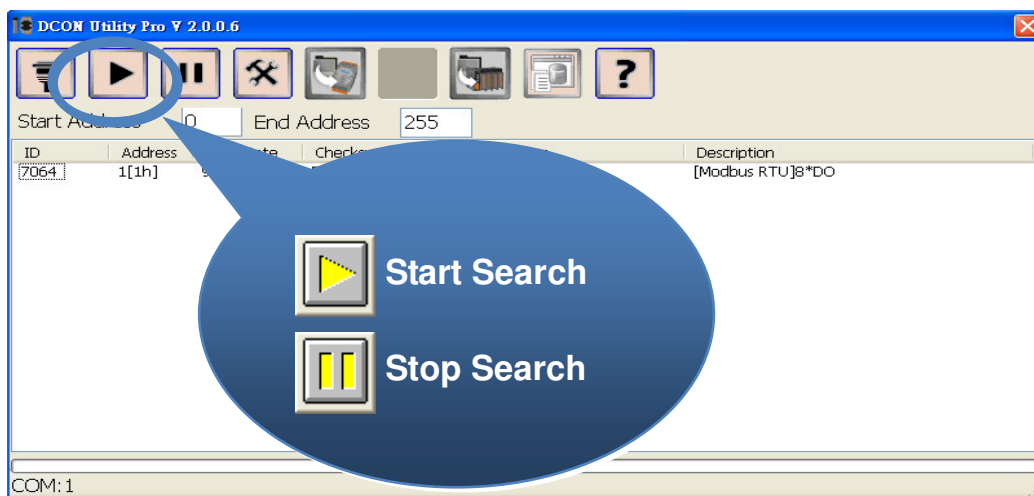 DCON Utility Pro V 2.0.0.6
Start End Address 0 255
ID Address Description
7064 1[1h] [Modbus RTU]8*DO
Start Search
Stop Search
COM:1